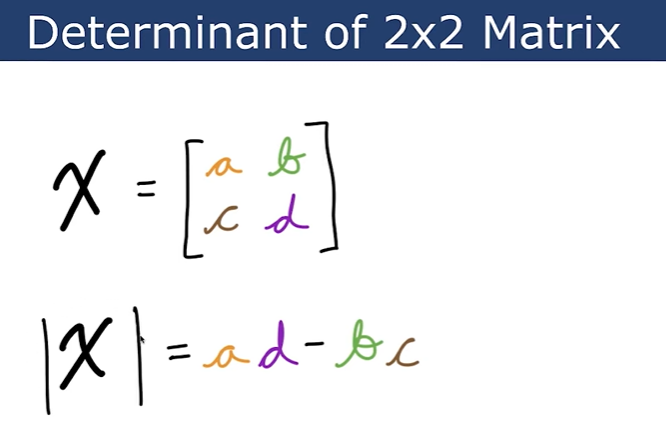 Determinant of 2x2 Matrix
X = [a b
c d]
|X| = ad - bc